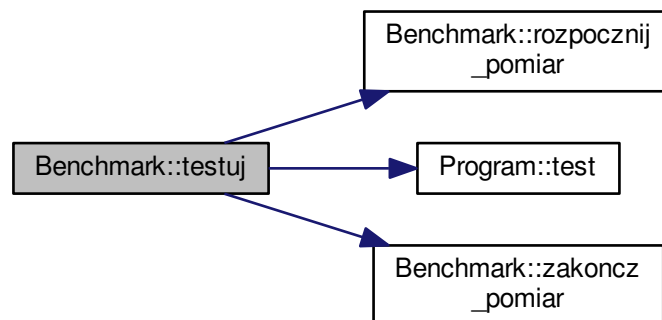 Benchmark::rozpocznij
_pomiar
Benchmark::testuj
Program::test
Benchmark::zakoncz
_pomiar